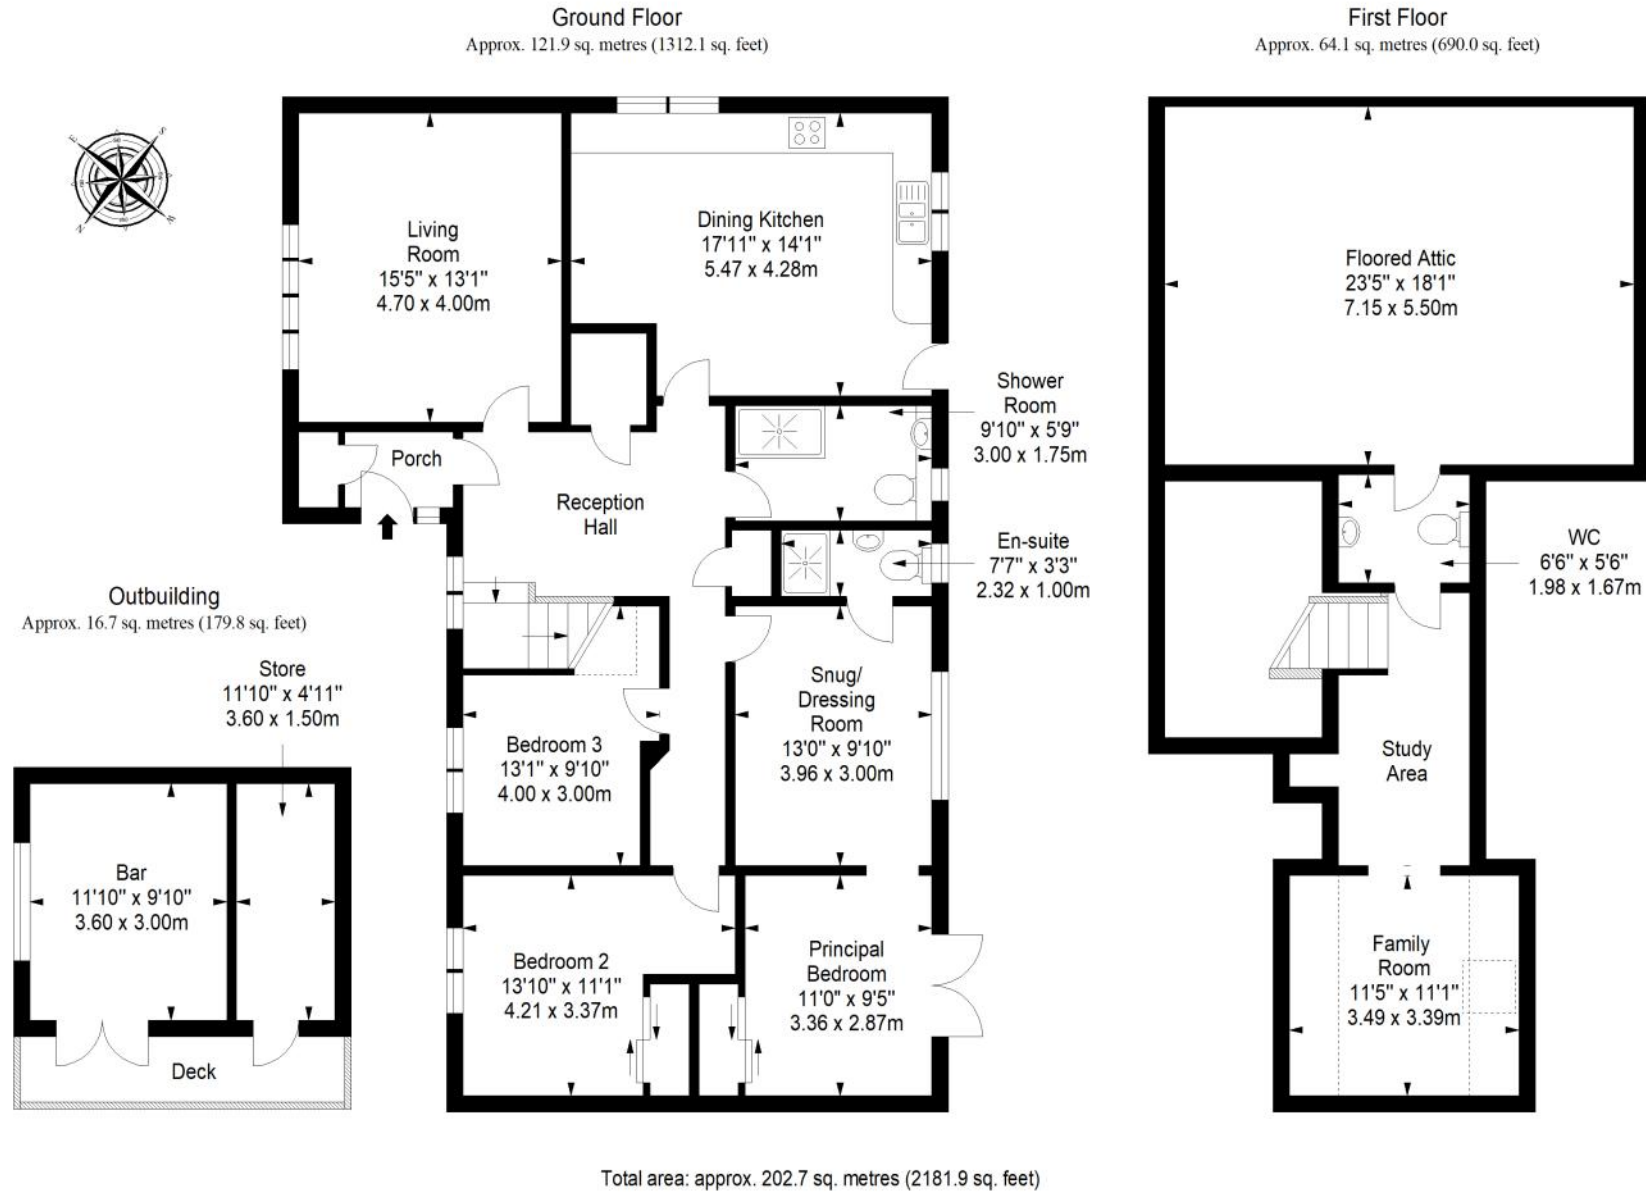 Ground Floor
Approx. 121.9 sq. metres (1312.1 sq. feet)
First Floor
Approx. 64.1 sq. metres (690.0 sq. feet)
E
S
N
W
Living
Room
15'5" x 13'1"
4.70 x 4.00m
Dining Kitchen
17'11" x 14'1"
5.47 x 4.28m
Floored Attic
23'5" x 18'1"
7.15 x 5.50m
Shower
Room
9'10" x 5'9"
3.00 x 1.75m
Porch
Reception
Hall
En-suite
7'7" x 3'3"
2.32 x 1.00m
WC
6'6" x 5'6"
1.98 x 1.67m
Outbuilding
Approx. 16.7 sq. metres (179.8 sq. feet)
Store
11'10" x 4'11"
3.60 x 1.50m
Snug/
Dressing
Room
13'0" x 9'10"
3.96 x 3.00m
Bedroom 3
13'1" x 9'10"
4.00 x 3.00m
Study
Area
Bar
11'10" x 9'10"
3.60 x 3.00m
Bedroom 2
13'10" x 11'1"
4.21 x 3.37m
Principal
Bedroom
11'0" x 9'5"
3.36 x 2.87m
Family
Room
11'5" x 11'1"
3.49 x 3.39m
Deck
Total area: approx. 202.7 sq. metres (2181.9 sq. feet)